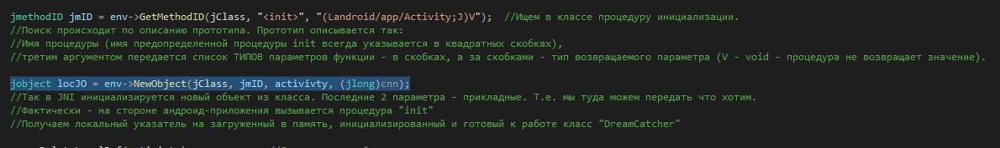 jmethodID jmID = env->GetMethodID(jClass, "<init>", "(Landroid/app/Activity;J)V");  //Ищем в классе процедуру инициализации.
//Поиск происходит по описанию прототипа. Прототип описывается так:
//Имя процедуры (имя предопределенной процедуры init всегда указывается в квадратных скобках),
//третим аргументом передается список ТИПОВ параметров функции - в скобках, а за скобками - тип возвращаемого параметра (V - void - процедура не возвращает значение).
jobject locJO = env->NewObject(jClass, jmID, activivty, (jlong)cnn);
//Так в JNI инициализируется новый объект из класса. Последние 2 параметра - прикладные. Т.е. мы туда можем передать что хотим.
//Фактически - на стороне андроид-приложения вызывается процедура "init"
//Получаем локальный указатель на загруженный в память, инициализированный и готовый к работе класс "DreamCatcher"